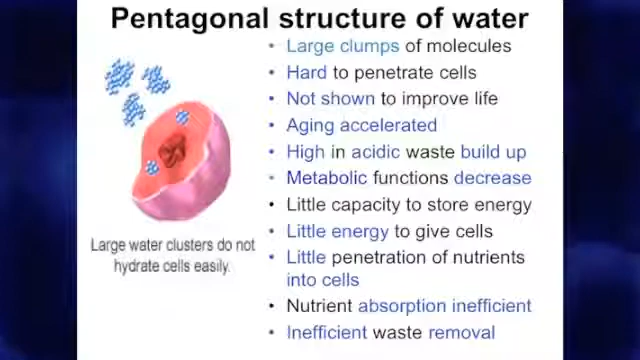 Pentagonal structure of water
• Large clumps of molecules
• Hard to penetrate cells
• Not shown to improve life
• Aging accelerated
• High in acidic waste build up
• Metabolic functions decrease
• Little capacity to store energy
• Little energy to give cells
• Little penetration of nutrients
into cells
• Nutrient absorption inefficient
• Inefficient waste removal
Large water clusters do not
hydrate cells easily.